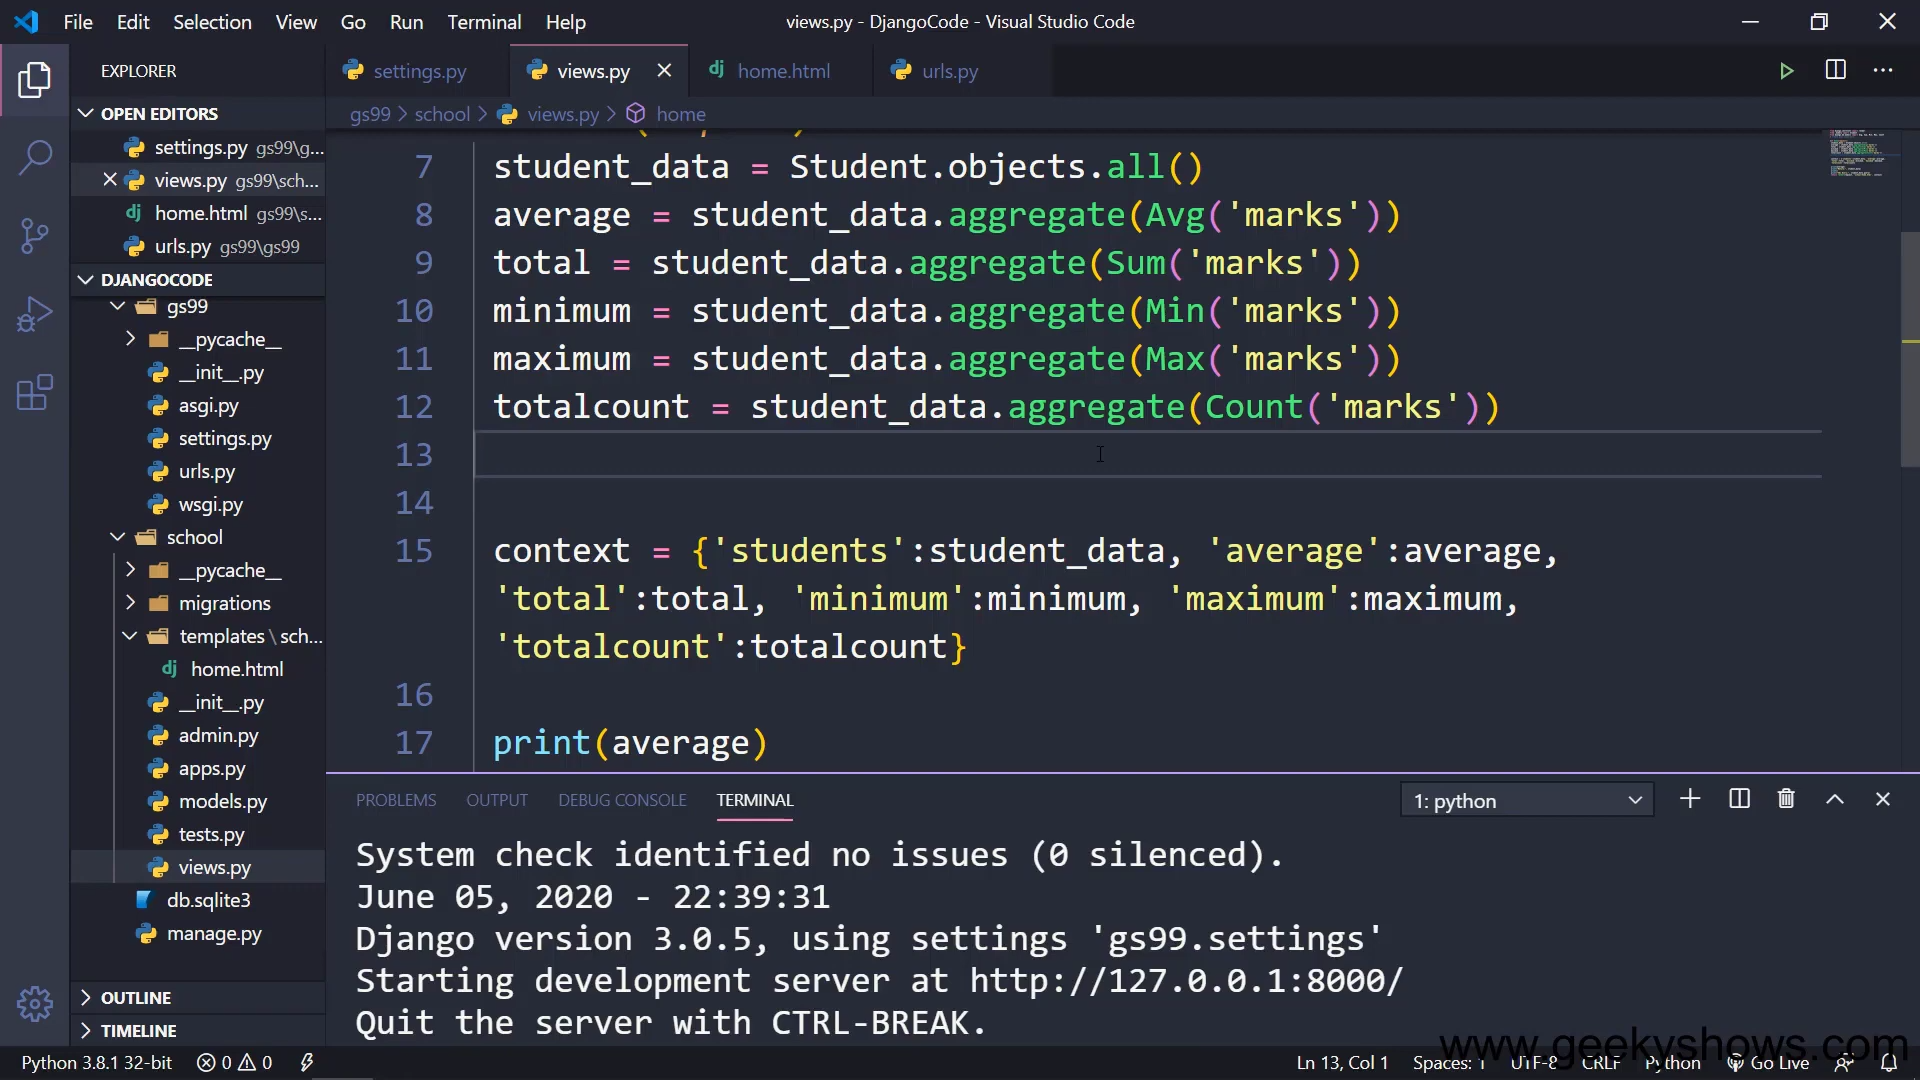 File Edit Selection View Go Run Terminal Help
views.py - DjangoCode - Visual Studio Code
EXPLORER
OPEN EDITORS
settings.py gs99\g...
views.py gs99\sch...
home.html gs99\s...
urls.py gs99\gs99
DJANGOCODE
gs99
__pycache__
__init__.py
asgi.py
settings.py
urls.py
wsgi.py
school
__pycache__
migrations
templates \ sch...
home.html
__init__.py
admin.py
apps.py
models.py
tests.py
views.py
db.sqlite3
manage.py
OUTLINE
TIMELINE
settings.py views.py home.html urls.py
gs99 > school > views.py > home
7 student_data = Student.objects.all()
8 average = student_data.aggregate(Avg('marks'))
9 total = student_data.aggregate(Sum('marks'))
10 minimum = student_data.aggregate(Min('marks'))
11 maximum = student_data.aggregate(Max('marks'))
12 totalcount = student_data.aggregate(Count('marks'))
13
14
15 context = {'students':student_data, 'average':average,
'total':total, 'minimum':minimum, 'maximum':maximum,
'totalcount':totalcount}
16
17 print(average)
PROBLEMS OUTPUT DEBUG CONSOLE TERMINAL 1: python
System check identified no issues (0 silenced).
June 05, 2020 - 22:39:31
Django version 3.0.5, using settings 'gs99.settings'
Starting development server at http://127.0.0.1:8000/
Quit the server with CTRL-BREAK.
www.geekyshows.com
Python 3.8.1 32-bit 0 0 Ln 13, Col 1 Spaces: 1 UTF-8 CRLF Python Go Live